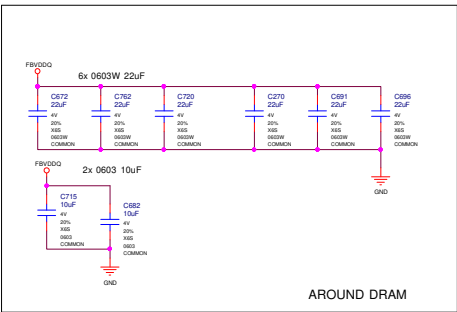 FBVDDQ
6x 0603W 22uF
C672
22uF
4V
20%
X6S
0603W
COMMON
C762
22uF
4V
20%
X6S
0603W
COMMON
C720
22uF
4V
20%
X6S
0603W
COMMON
C270
22uF
4V
20%
X6S
0603W
COMMON
C691
22uF
4V
20%
X6S
0603W
COMMON
C696
22uF
4V
20%
X6S
0603W
COMMON
GND
FBVDDQ
2x 0603 10uF
C715
10uF
4V
20%
X6S
0603
COMMON
C682
10uF
4V
20%
X6S
0603
COMMON
GND
AROUND DRAM